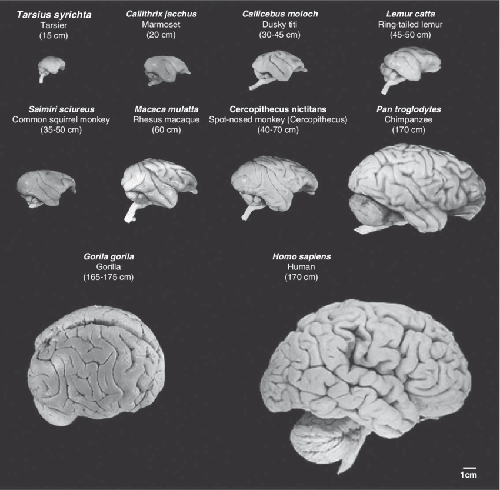 Tarsius syrichta
Tarsier
(15 cm)
Callithrix jacchus
Marmoset
(20 cm)
Callicebus moloch
Dusky titi
(30-45 cm)
Lemur catta
Ring-tailed lemur
(45-50 cm)
Saimiri sciureus
Common squirrel monkey
(35-50 cm)
Macaca mulatta
Rhesus macaque
(60 cm)
Cercopithecus nictitans
Spot-nosed monkey (Cercopithecus)
(40-70 cm)
Pan troglodytes
Chimpanzee
(170 cm)
Gorila gorila
Gorilla
(165-175 cm)
Homo sapiens
Human
(170 cm)
1cm